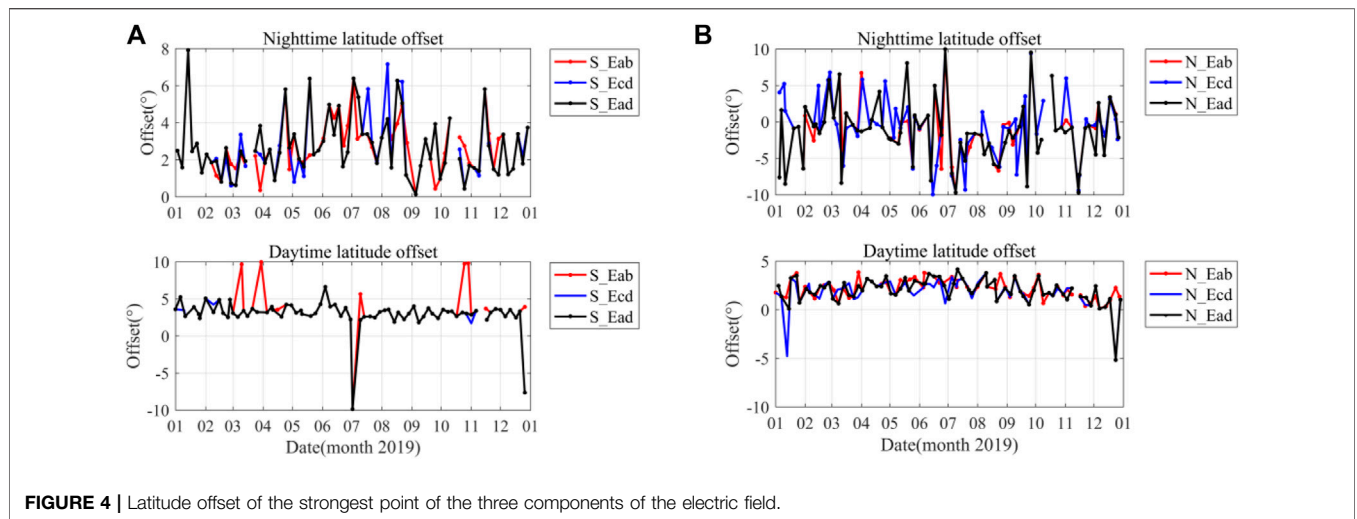 A
Nighttime latitude offset
8
6
4
2
0
Offset(°)
01 02 03 04 05 06 07 08 09 10 11 12 01
S_Eab
S_Ecd
S_Ead
Daytime latitude offset
10
5
0
-5
-10
Offset(°)
01 02 03 04 05 06 07 08 09 10 11 12 01
Date(month 2019)
S_Eab
S_Ecd
S_Ead
B
Nighttime latitude offset
10
5
0
-5
-10
Offset(°)
01 02 03 04 05 06 07 08 09 10 11 12 01
N_Eab
N_Ecd
N_Ead
Daytime latitude offset
5
0
-5
-10
Offset(°)
01 02 03 04 05 06 07 08 09 10 11 12 01
Date(month 2019)
N_Eab
N_Ecd
N_Ead
FIGURE 4 | Latitude offset of the strongest point of the three components of the electric field.